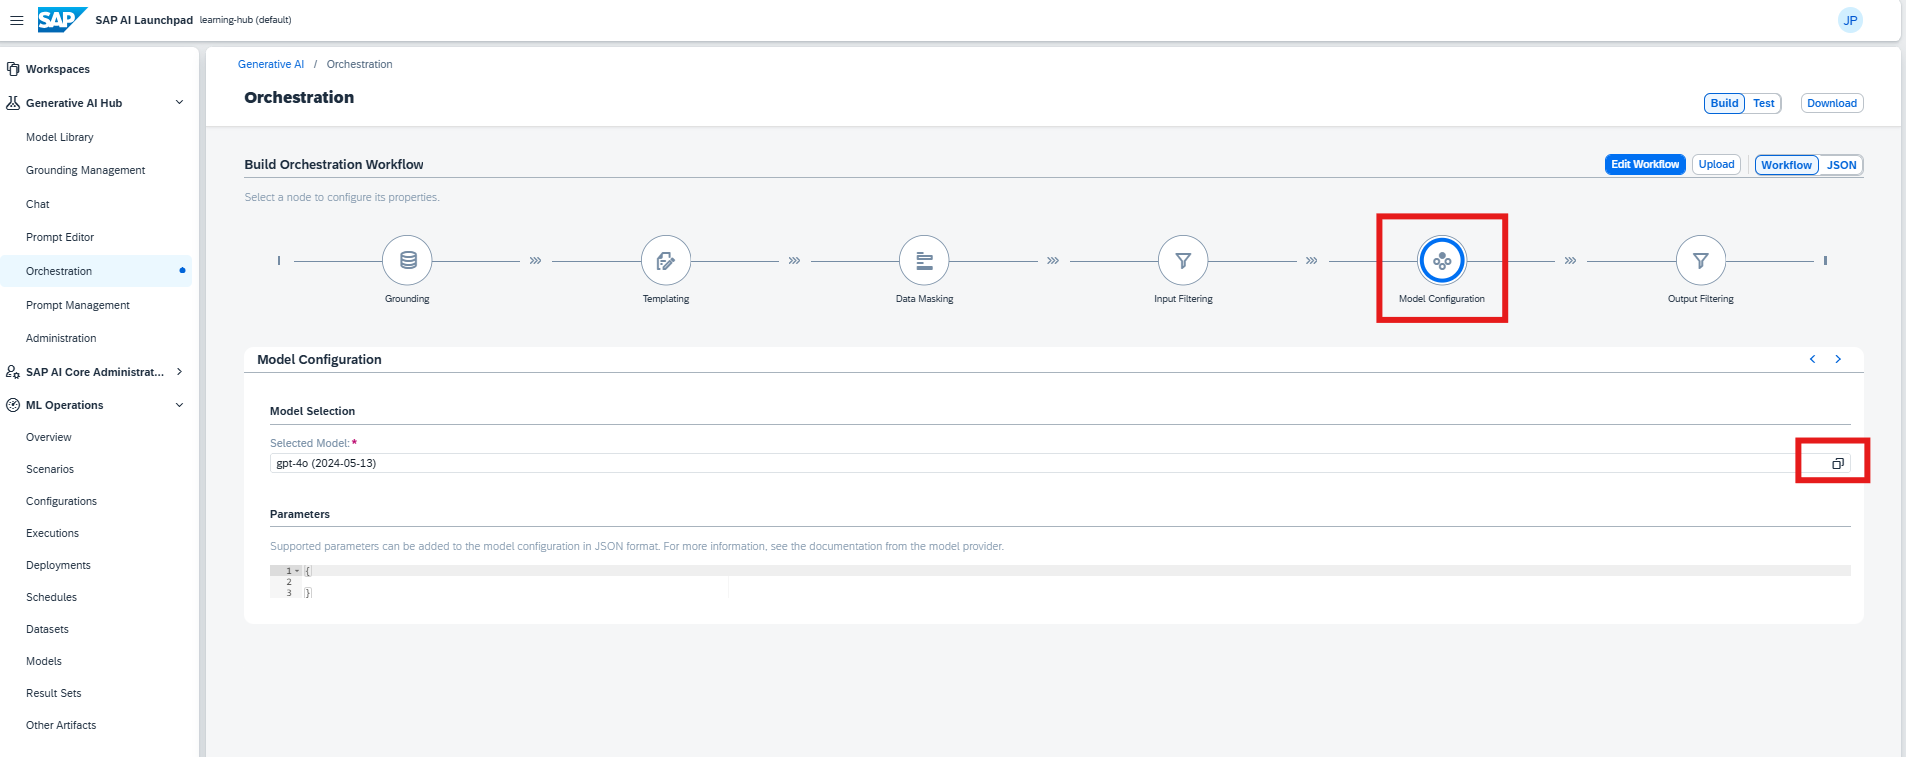 SAP SAP AI Launchpad learning-hub (default) JP
Workspaces
Generative AI Hub
Model Library
Grounding Management
Chat
Prompt Editor
Orchestration
Prompt Management
Administration
SAP AI Core Administrat...
ML Operations
Overview
Scenarios
Configurations
Executions
Deployments
Schedules
Datasets
Models
Result Sets
Other Artifacts
Generative AI / Orchestration
Orchestration
Build Test Download
Build Orchestration Workflow
Edit Workflow Upload Workflow JSON
Select a node to configure its properties.
Grounding Templating Data Masking Input Filtering Model Configuration Output Filtering
Model Configuration
Model Selection
Selected Model:*
gpt-4o (2024-05-13)
Parameters
Supported parameters can be added to the model configuration in JSON format. For more information, see the documentation from the model provider.
1 {
2
3 }